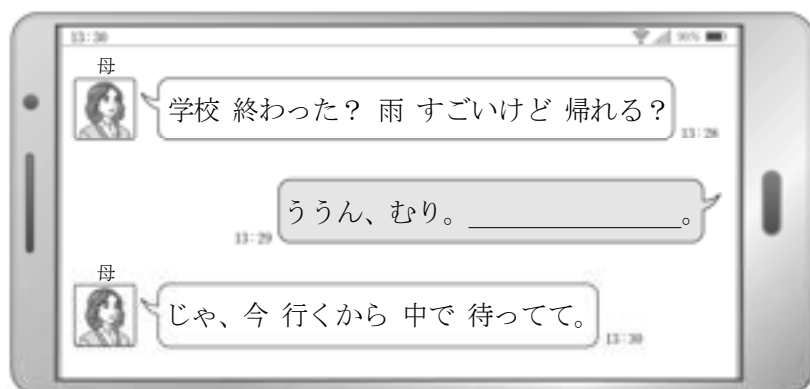 13:30
90%
母
学校 終わった？ 雨 すごいけど 帰れる？
13:28
ううん、むり。＿＿＿＿＿＿＿＿。
13:29
母
じゃ、今 行くから 中で 待ってて。
13:30